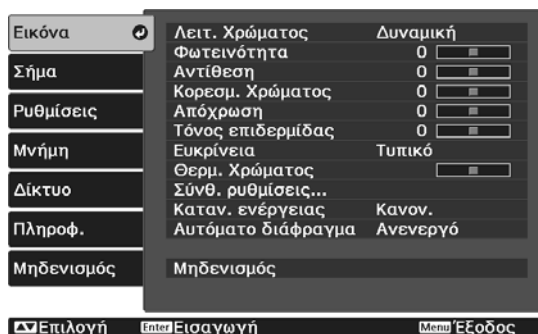 Εικόνα
Σήμα
Ρυθμίσεις
Μνήμη
Δίκτυο
Πληροφ.
Μηδενισμός
Λειτ. Χρώματος Δυναμική
Φωτεινότητα 0
Αντίθεση 0
Κορεσμ. Χρώματος 0
Απόχρωση 0
Τόνος επιδερμίδας 0
Ευκρίνεια Τυπικό
Θερμ. Χρώματος
Σύνθ. ρυθμίσεις...
Καταν. ενέργειας Κανον.
Αυτόματο διάφραγμα Ανενεργό
Μηδενισμός
Επιλογή Enter Εισαγωγή Menu Έξοδος